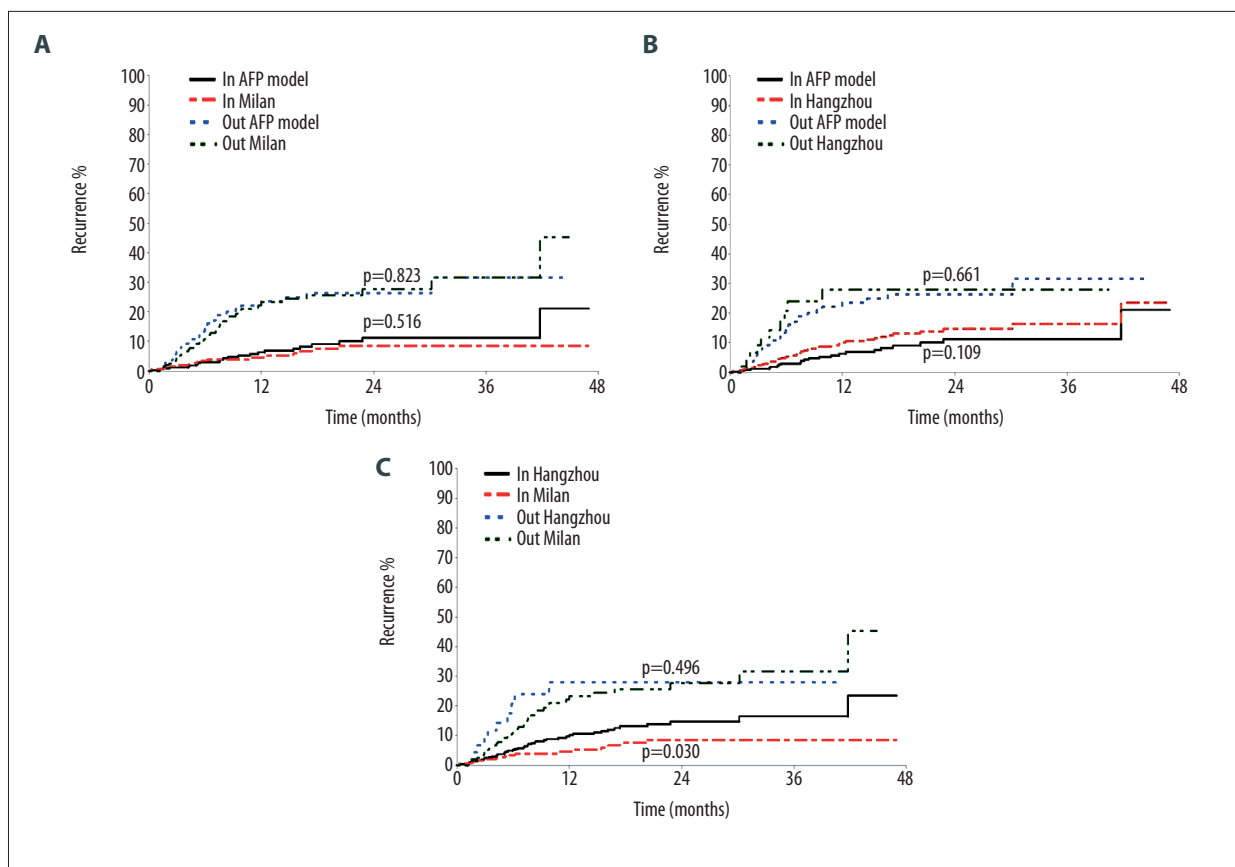 A
100
90
80
70
60
50
40
30
20
10
0
Recurrence %
In AFP model
In Milan
Out AFP model
Out Milan
p=0.823
p=0.516
0 12 24 36 48
Time (months)
B
100
90
80
70
60
50
40
30
20
10
0
Recurrence %
In AFP model
In Hangzhou
Out AFP model
Out Hangzhou
p=0.661
p=0.109
0 12 24 36 48
Time (months)
C
100
90
80
70
60
50
40
30
20
10
0
Recurrence %
In Hangzhou
In Milan
Out Hangzhou
Out Milan
p=0.496
p=0.030
0 12 24 36 48
Time (months)